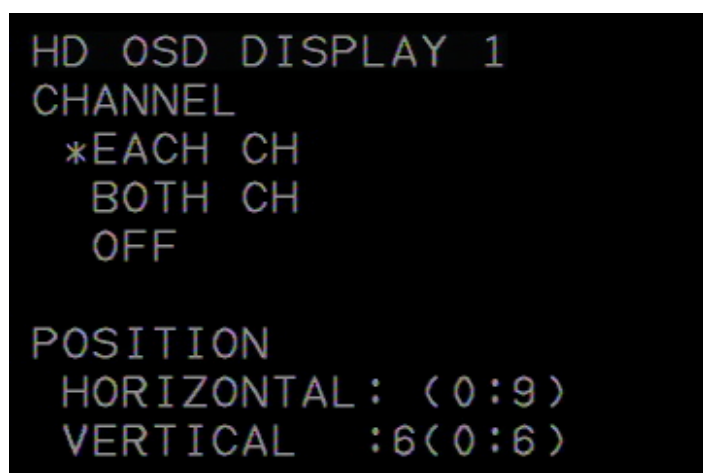 HD OSD DISPLAY 1
CHANNEL
*EACH CH
BOTH CH
OFF
POSITION
HORIZONTAL: (0:9)
VERTICAL :6(0:6)